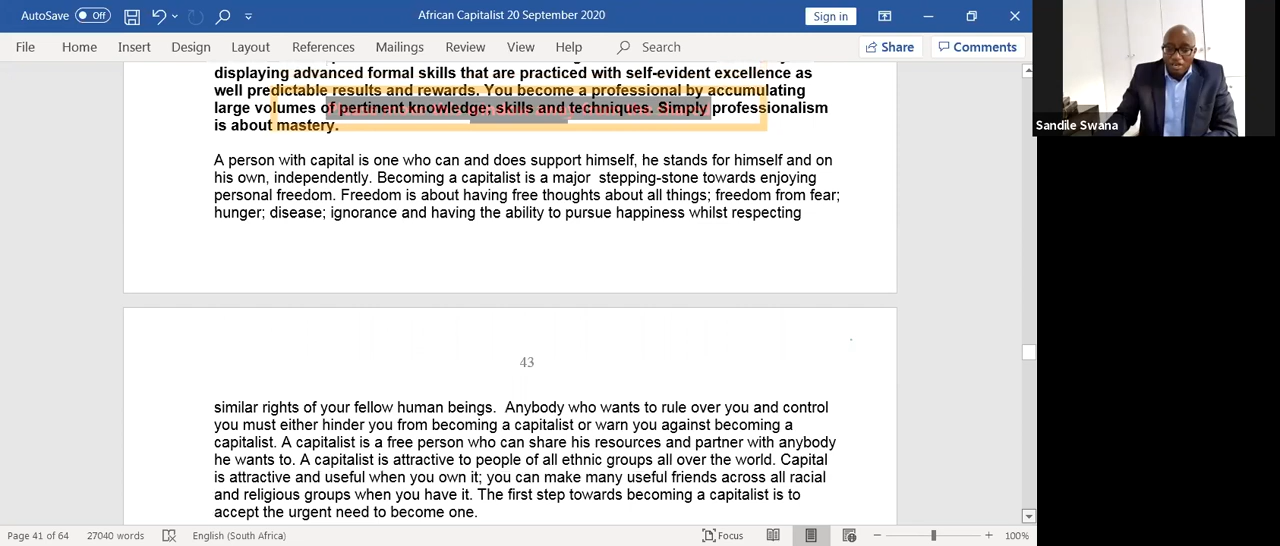 AutoSave Off African Capitalist 20 September 2020 Sign in
File Home Insert Design Layout References Mailings Review View Help Search Share Comments
displaying advanced formal skills that are practiced with self-evident excellence as
well predictable results and rewards. You become a professional by accumulating
large volumes of pertinent knowledge; skills and techniques. Simply professionalism
is about mastery.
A person with capital is one who can and does support himself, he stands for himself and on
his own, independently. Becoming a capitalist is a major stepping-stone towards enjoying
personal freedom. Freedom is about having free thoughts about all things; freedom from fear;
hunger; disease; ignorance and having the ability to pursue happiness whilst respecting
43
similar rights of your fellow human beings. Anybody who wants to rule over you and control
you must either hinder you from becoming a capitalist or warn you against becoming a
capitalist. A capitalist is a free person who can share his resources and partner with anybody
he wants to. A capitalist is attractive to people of all ethnic groups all over the world. Capital
is attractive and useful when you own it; you can make many useful friends across all racial
and religious groups when you have it. The first step towards becoming a capitalist is to
accept the urgent need to become one.
Page 41 of 64 27040 words English (South Africa) Focus 100%
Sandile Swana